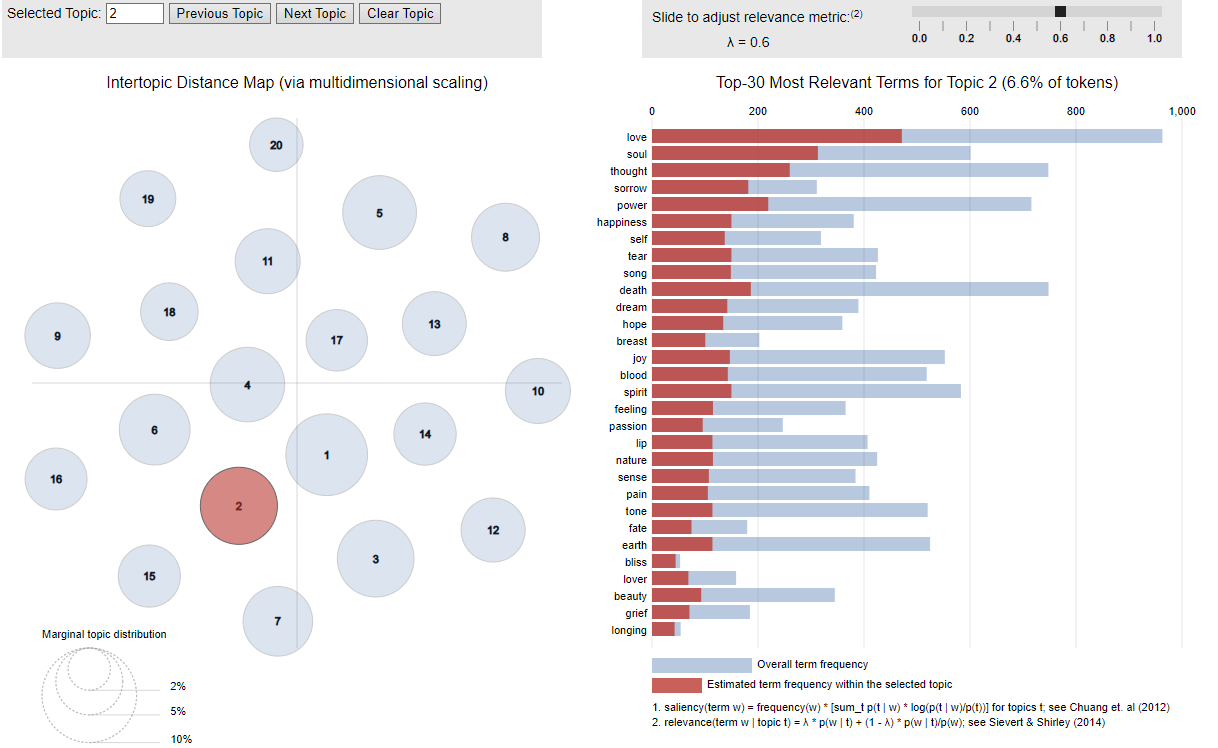 Selected Topic: 2 Previous Topic Next Topic Clear Topic
Slide to adjust relevance metric:(2)
λ = 0.6
0.0 0.2 0.4 0.6 0.8 1.0
Intertopic Distance Map (via multidimensional scaling)
20
19
5
8
11
18
13
9
17
4
10
6
14
1
16
2
12
3
15
7
Marginal topic distribution
2%
5%
10%
Top-30 Most Relevant Terms for Topic 2 (6.6% of tokens)
0 200 400 600 800 1,000
love
soul
thought
sorrow
power
happiness
self
tear
song
death
dream
hope
breast
joy
blood
spirit
feeling
passion
lip
nature
sense
pain
tone
fate
earth
bliss
lover
beauty
grief
longing
Overall term frequency
Estimated term frequency within the selected topic
1. saliency(term w) = frequency(w) * [sum_t p(t | w) * log(p(t | w)/p(t))] for topics t; see Chuang et. al (2012)
2. relevance(term w | topic t) = λ * p(w | t) + (1 - λ) * p(w | t)/p(w); see Sievert & Shirley (2014)